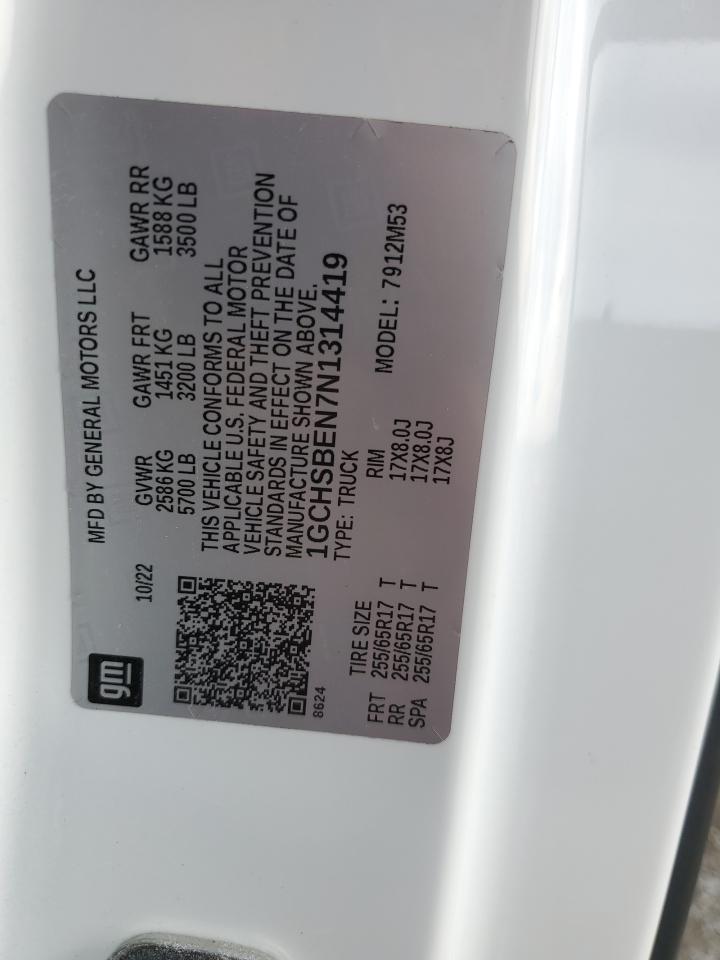 gm
10/22
MFD BY GENERAL MOTORS LLC
GVWR GAWR FRT GAWR RR
2586 KG 1451 KG 1588 KG
5700 LB 3200 LB 3500 LB
THIS VEHICLE CONFORMS TO ALL
APPLICABLE U.S. FEDERAL MOTOR
VEHICLE SAFETY AND THEFT PREVENTION
STANDARDS IN EFFECT ON THE DATE OF
MANUFACTURE SHOWN ABOVE.
1GCHSBEN7N1314419
TYPE: TRUCK MODEL: 7912M53
8624
TIRE SIZE RIM
FRT 255/65R17 T 17X8.0J
RR 255/65R17 T 17X8.0J
SPA 255/65R17 T 17X8J